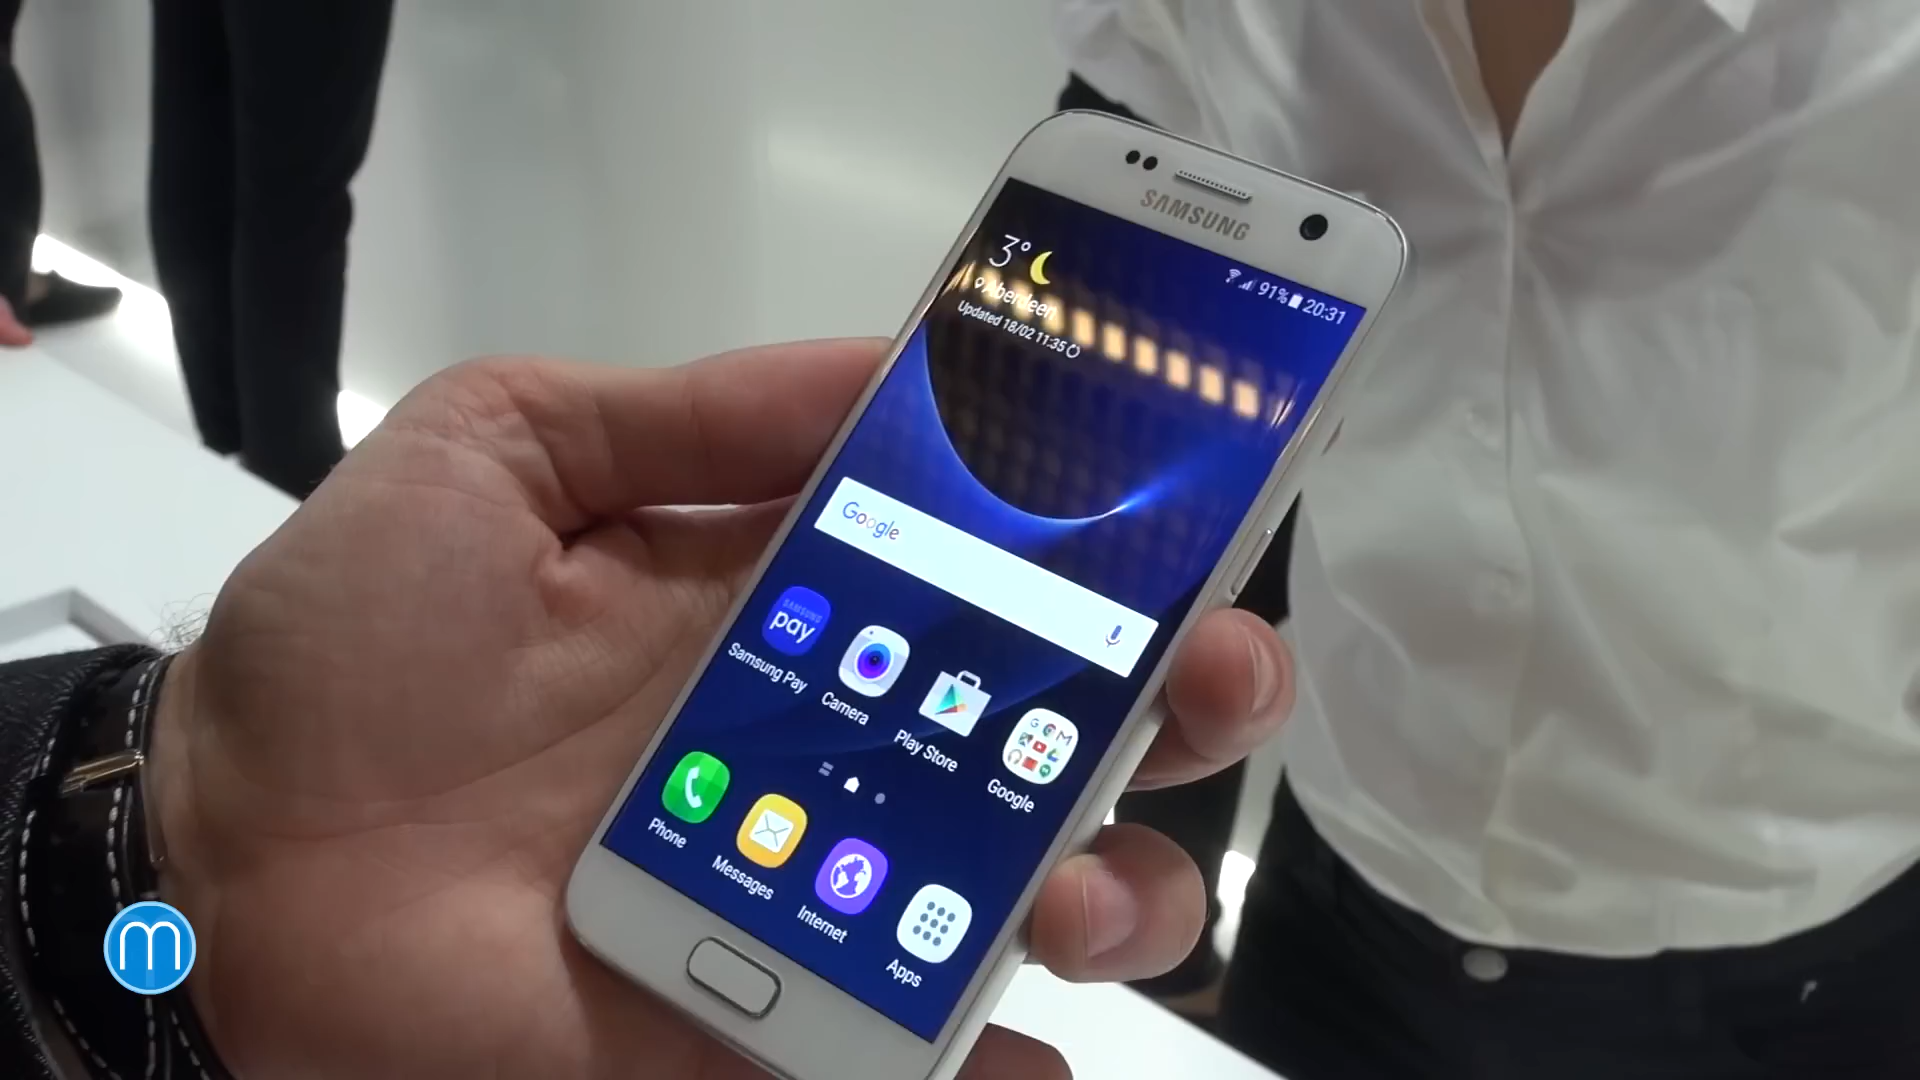 SAMSUNG
3°
Aberdeen
Updated 18/02 11:35
91% 20:31
Google
SAMSUNG
pay
Samsung Pay
Camera
Play Store
Google
Phone
Messages
Internet
Apps
m